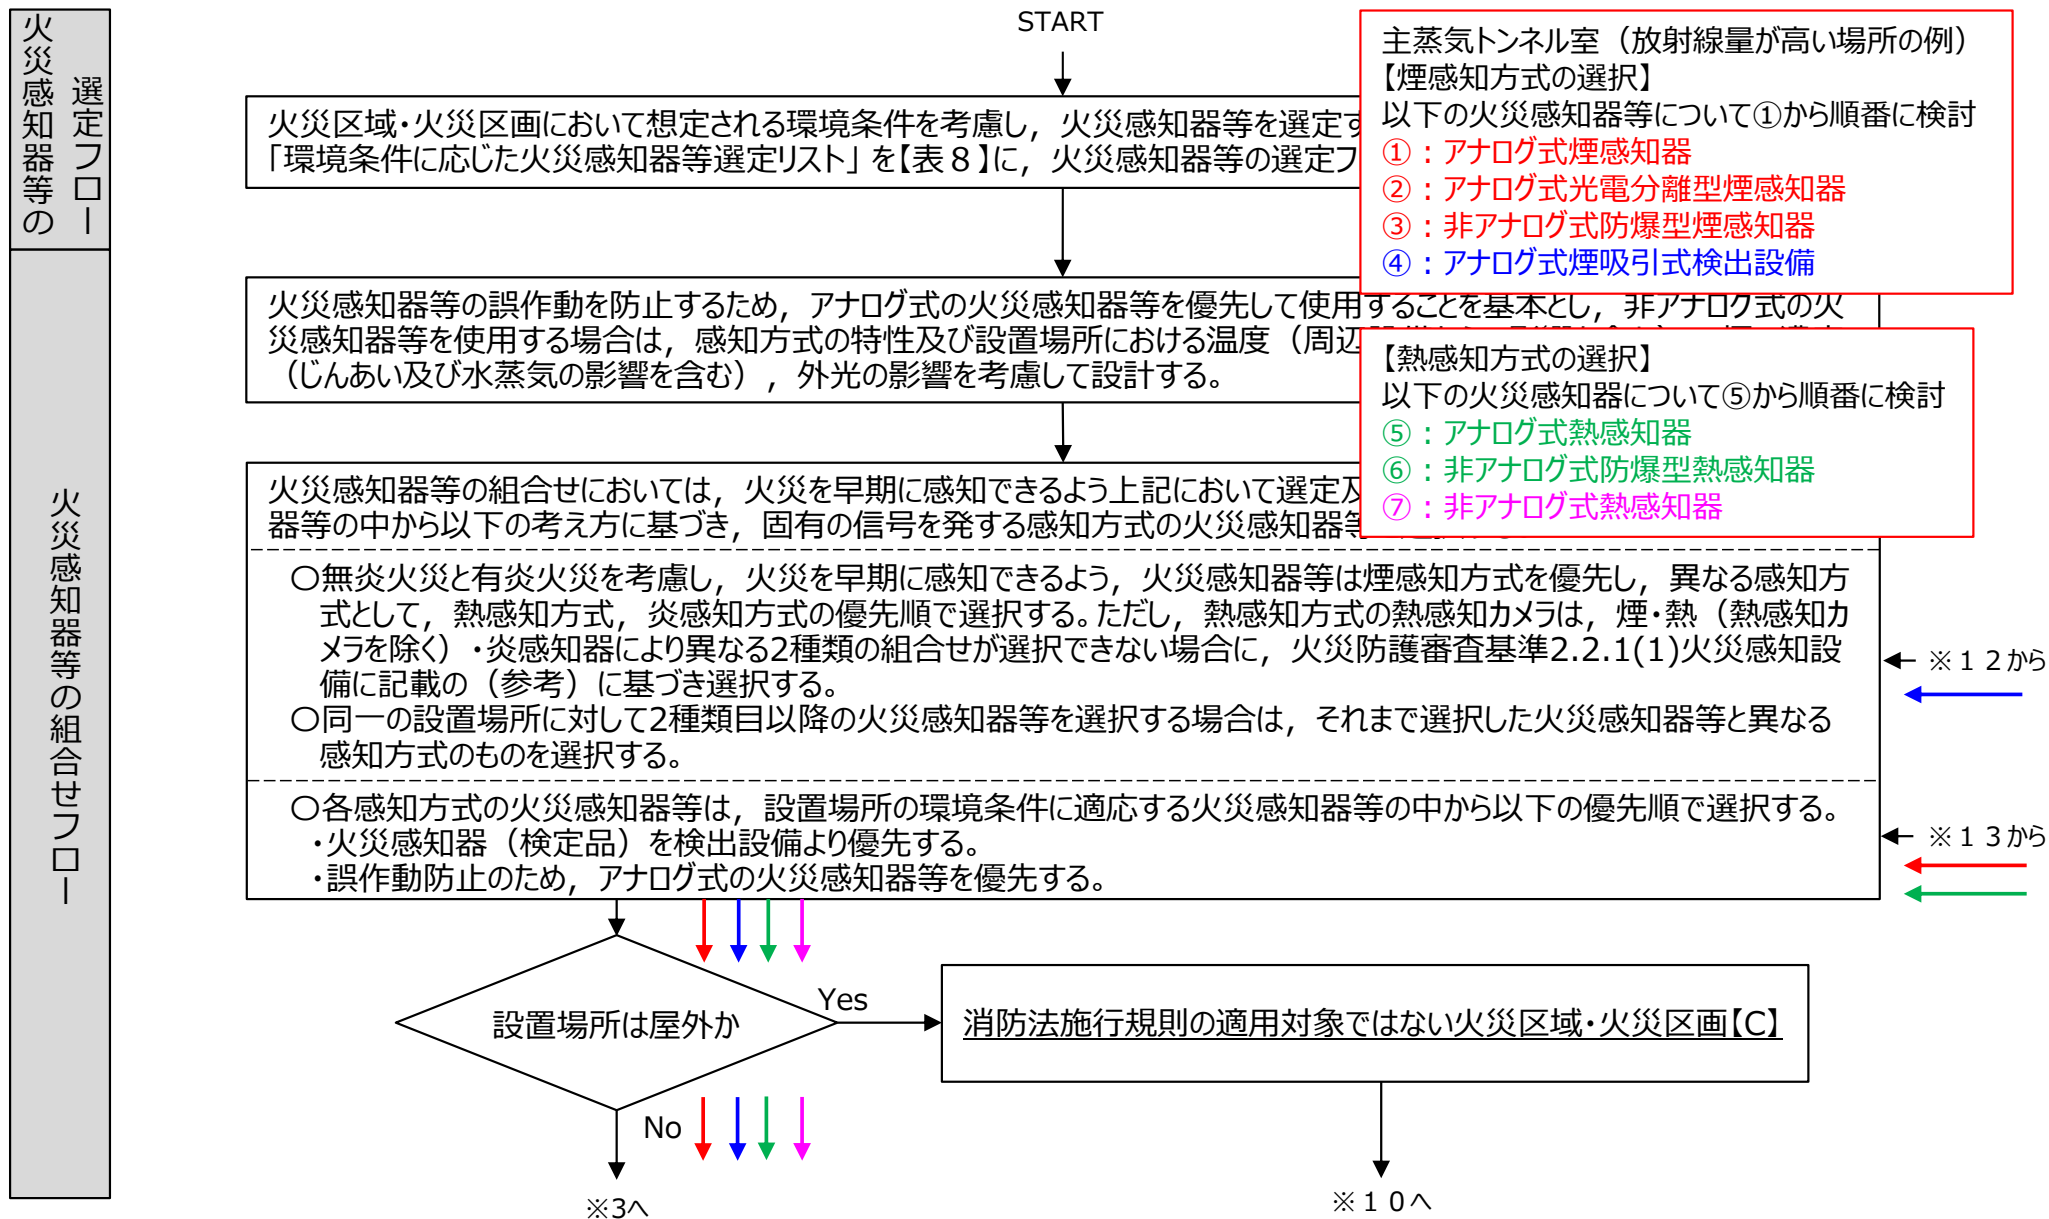 火災感知器等の
選定フロー
火災感知器等の組合せフロー
START
火災区域・火災区画において想定される環境条件を考慮し，火災感知器等を選定す
「環境条件に応じた火災感知器等選定リスト」を【表８】に，火災感知器等の選定フ
主蒸気トンネル室（放射線量が高い場所の例）
【煙感知方式の選択】
以下の火災感知器等について①から順番に検討
①：アナログ式煙感知器
②：アナログ式光電分離型煙感知器
③：非アナログ式防爆型煙感知器
④：アナログ式煙吸引式検出設備
火災感知器等の誤作動を防止するため，アナログ式の火災感知器等を優先して使用することを基本とし，非アナログ式の火
災感知器等を使用する場合は，感知方式の特性及び設置場所における温度（周辺
（じんあい及び水蒸気の影響を含む），外光の影響を考慮して設計する。
【熱感知方式の選択】
以下の火災感知器について⑤から順番に検討
⑤：アナログ式熱感知器
⑥：非アナログ式防爆型熱感知器
⑦：非アナログ式熱感知器
火災感知器等の組合せにおいては，火災を早期に感知できるよう上記において選定及
器等の中から以下の考え方に基づき，固有の信号を発する感知方式の火災感知器等
〇無炎火災と有炎火災を考慮し，火災を早期に感知できるよう，火災感知器等は煙感知方式を優先し，異なる感知方
式として，熱感知方式，炎感知方式の優先順で選択する。ただし，熱感知方式の熱感知カメラは，煙・熱（熱感知カ
メラを除く）・炎感知器により異なる2種類の組合せが選択できない場合に，火災防護審査基準2.2.1(1)火災感知設
備に記載の（参考）に基づき選択する。
〇同一の設置場所に対して2種類目以降の火災感知器等を選択する場合は，それまで選択した火災感知器等と異なる
感知方式のものを選択する。
※１２から
〇各感知方式の火災感知器等は，設置場所の環境条件に適応する火災感知器等の中から以下の優先順で選択する。
・火災感知器（検定品）を検出設備より優先する。
・誤作動防止のため，アナログ式の火災感知器等を優先する。
※１３から
設置場所は屋外か
Yes
消防法施行規則の適用対象ではない火災区域・火災区画【C】
No
※3へ
※１０へ